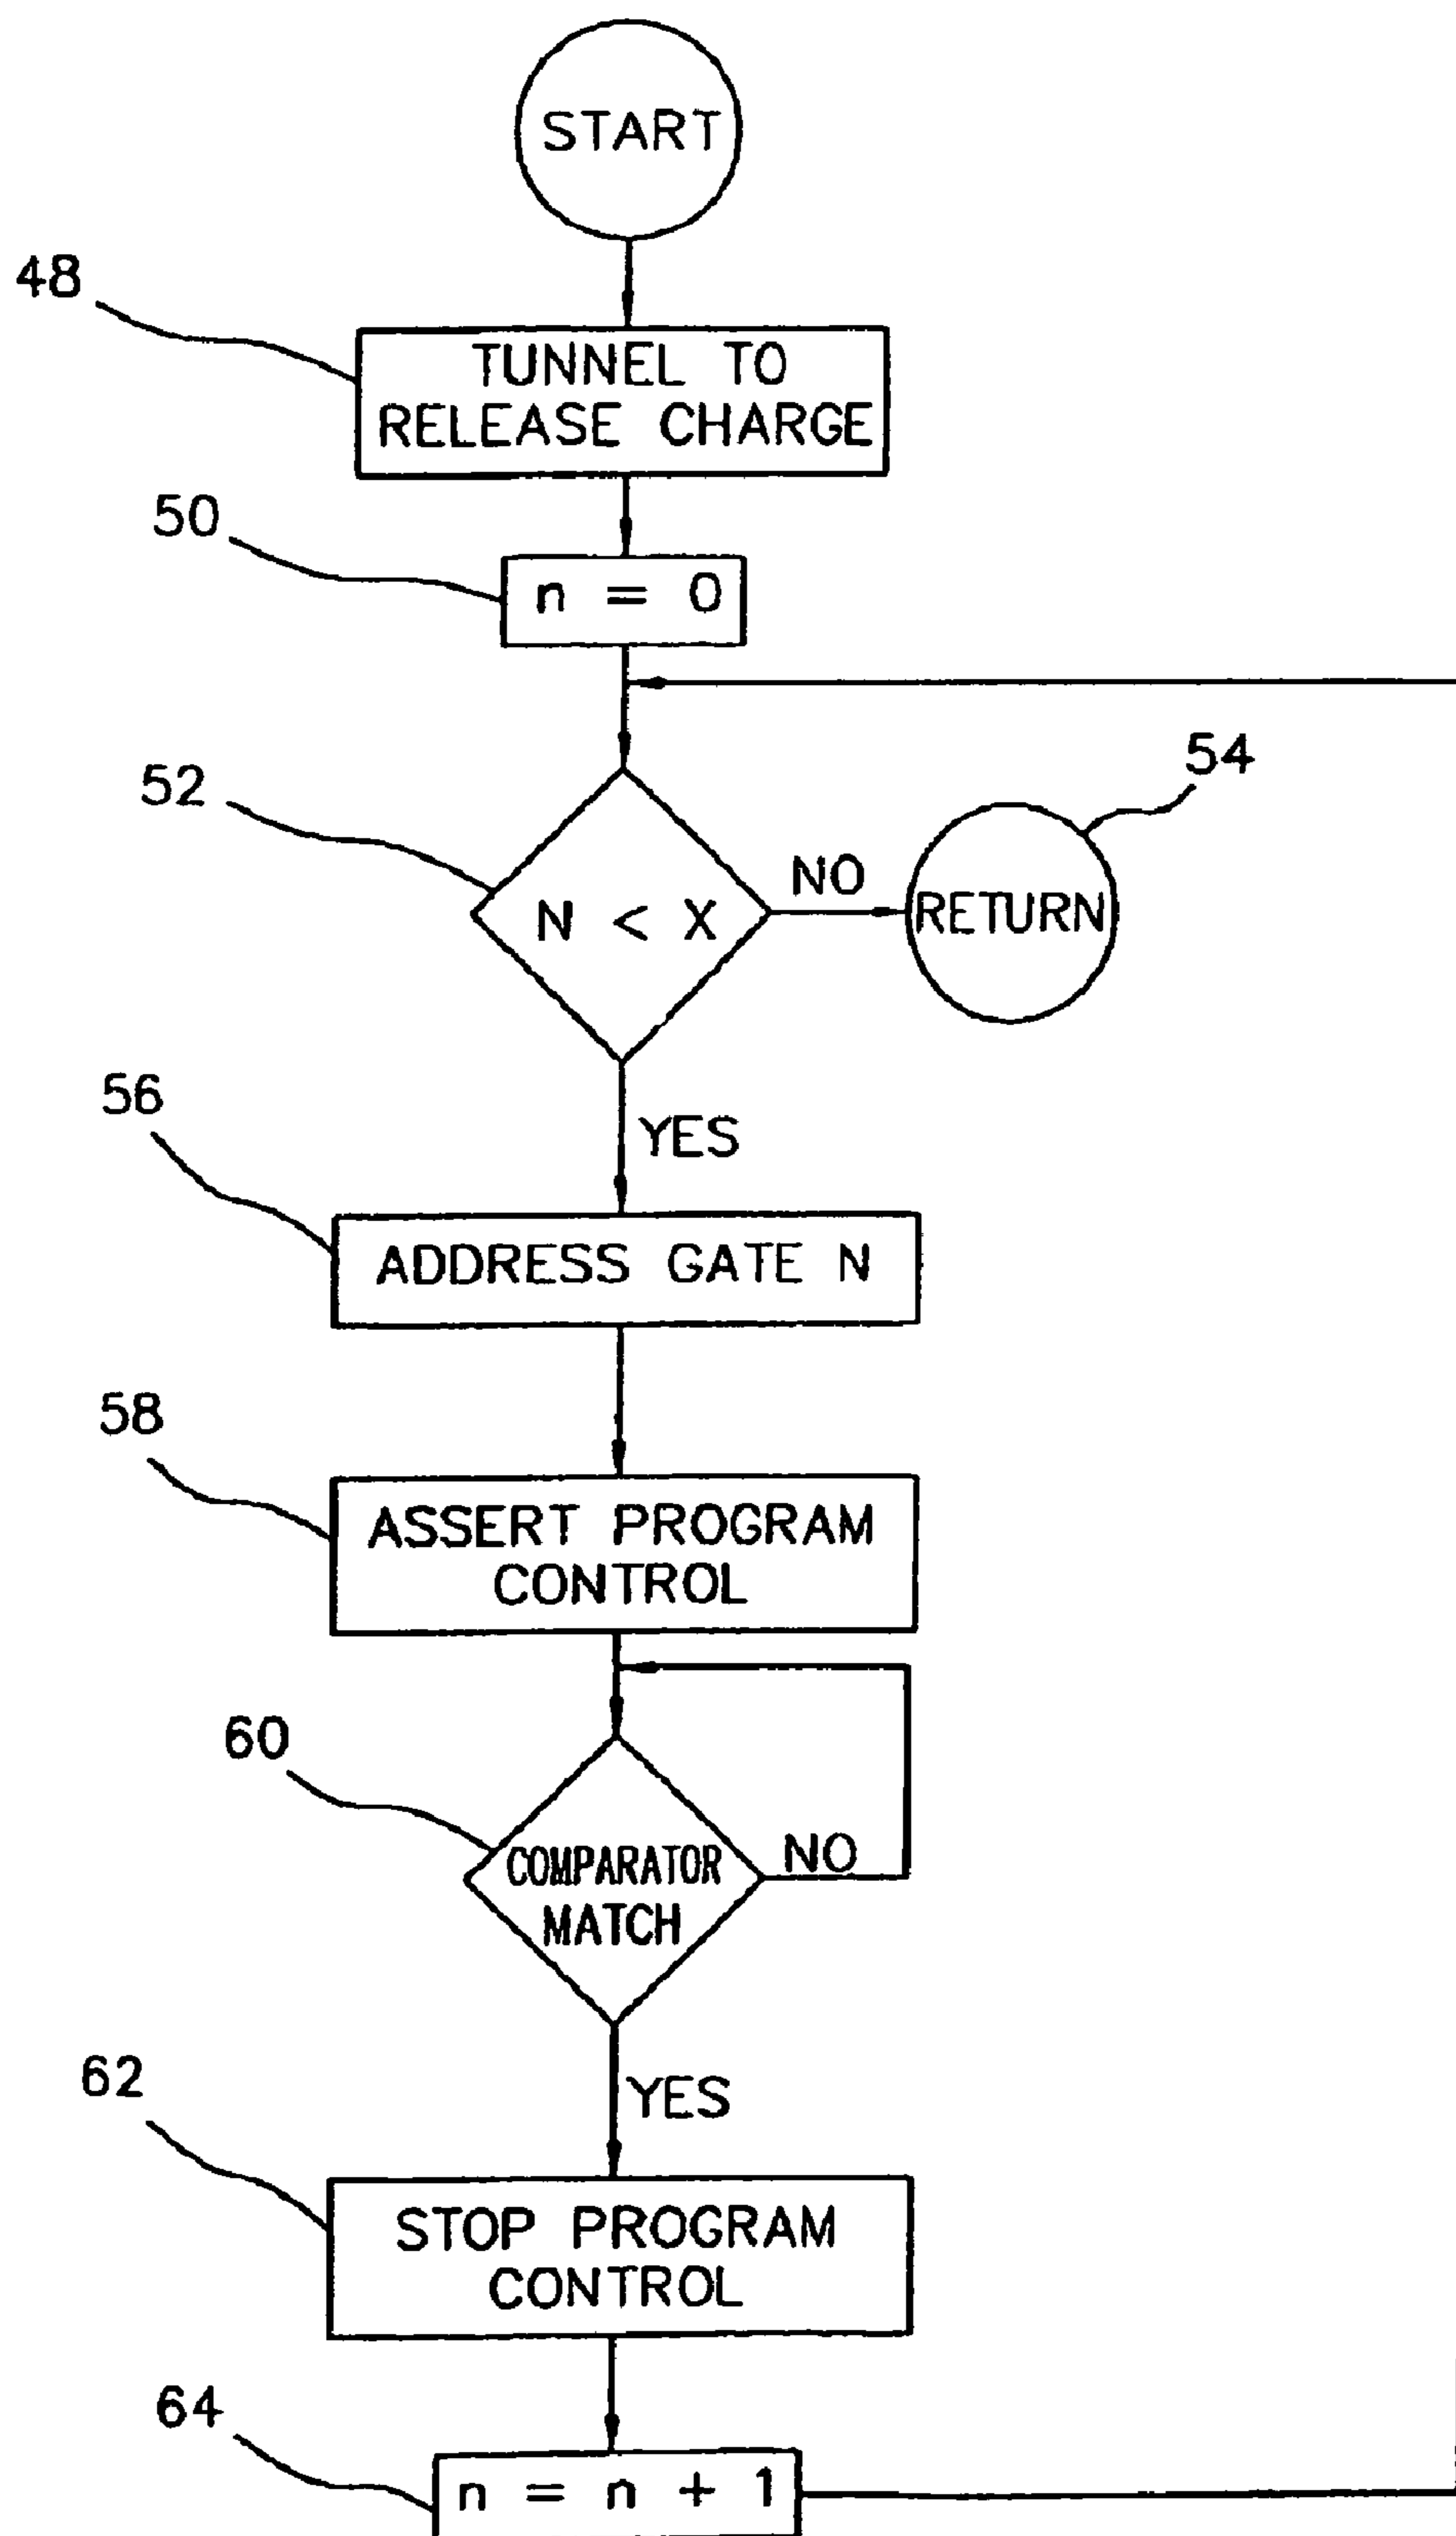 START
48
TUNNEL TO
RELEASE CHARGE
50
n = 0
52
N < X
NO
54
RETURN
YES
56
ADDRESS GATE N
58
ASSERT PROGRAM
CONTROL
60
COMPARATOR
MATCH
NO
YES
62
STOP PROGRAM
CONTROL
64
n = n + 1